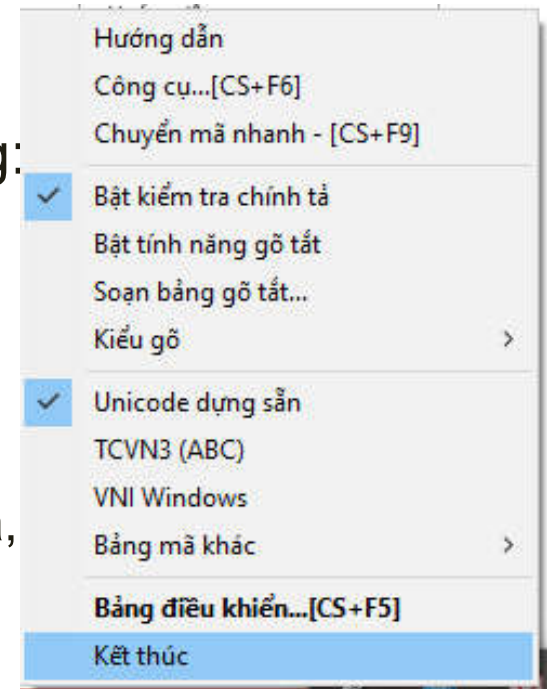 Hướng dẫn
Công cụ...[CS+F6]
Chuyển mã nhanh - [CS+F9]
g:
Bật kiểm tra chính tả
Bật tính năng gõ tắt
Soạn bảng gõ tắt...
Kiểu gõ
Unicode dựng sẵn
TCVN3 (ABC)
VNI Windows
,
Bảng mã khác
Bảng điều khiển...[CS+F5]
Kết thúc